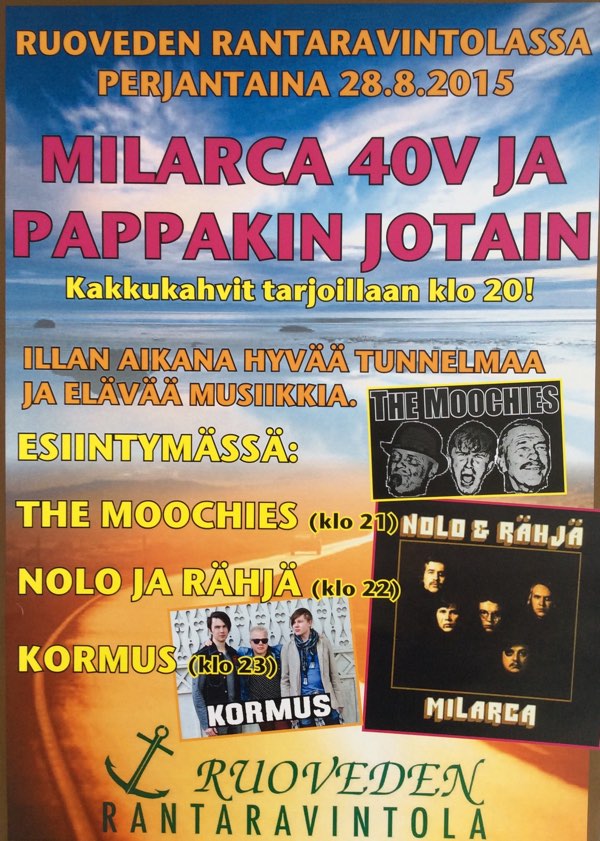 RUOVEDEN RANTARAVINTOLASSA
PERJANTAINA 28.8.2015
MILARCA 40V JA
PAPPAKIN JOTAIN
Kakkukahvit tarjoillaan klo 20!
ILLAN AIKANA HYVÄÄ TUNNELMAA
JA ELÄVÄÄ MUSIIKKIA.
THE MOOCHIES
ESIINTYMÄSSÄ:
THE MOOCHIES (klo 21)
NOLO & RÄHJÄ
NOLO JA RÄHJÄ (klo 22)
KORMUS (klo 23)
KORMUS
MILARCA
RUOVEDEN
RANTARAVINTOLA